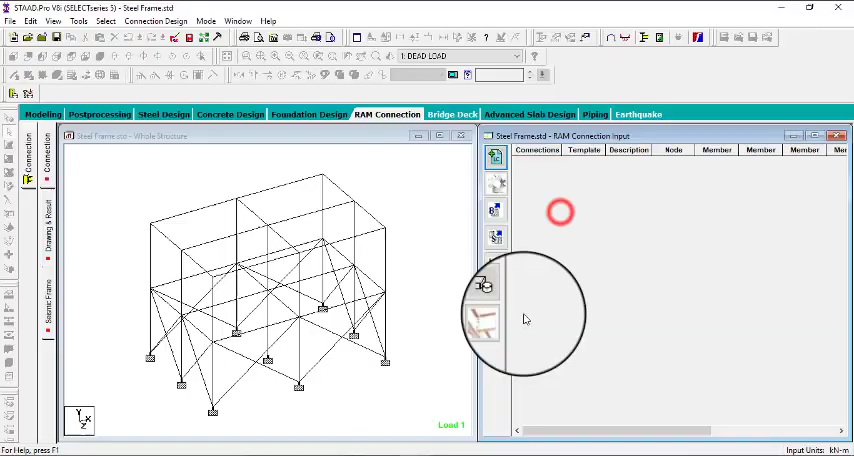 STAAD.Pro V8i (SELECTseries 5) - Steel Frame.std
File Edit View Tools Select Connection Design Mode Window Help
1: DEAD LOAD
Modeling Postprocessing Steel Design Concrete Design Foundation Design RAM Connection Bridge Deck Advanced Slab Design Piping Earthquake
Steel Frame.std - Whole Structure
Steel Frame.std - RAM Connection Input
Connections Template Description Node Member Member Member Mer
Connection
Connection
Drawing & Result
Seismic Frame
Y
X
Z
Load 1
For Help, press F1
Input Units: kN-m